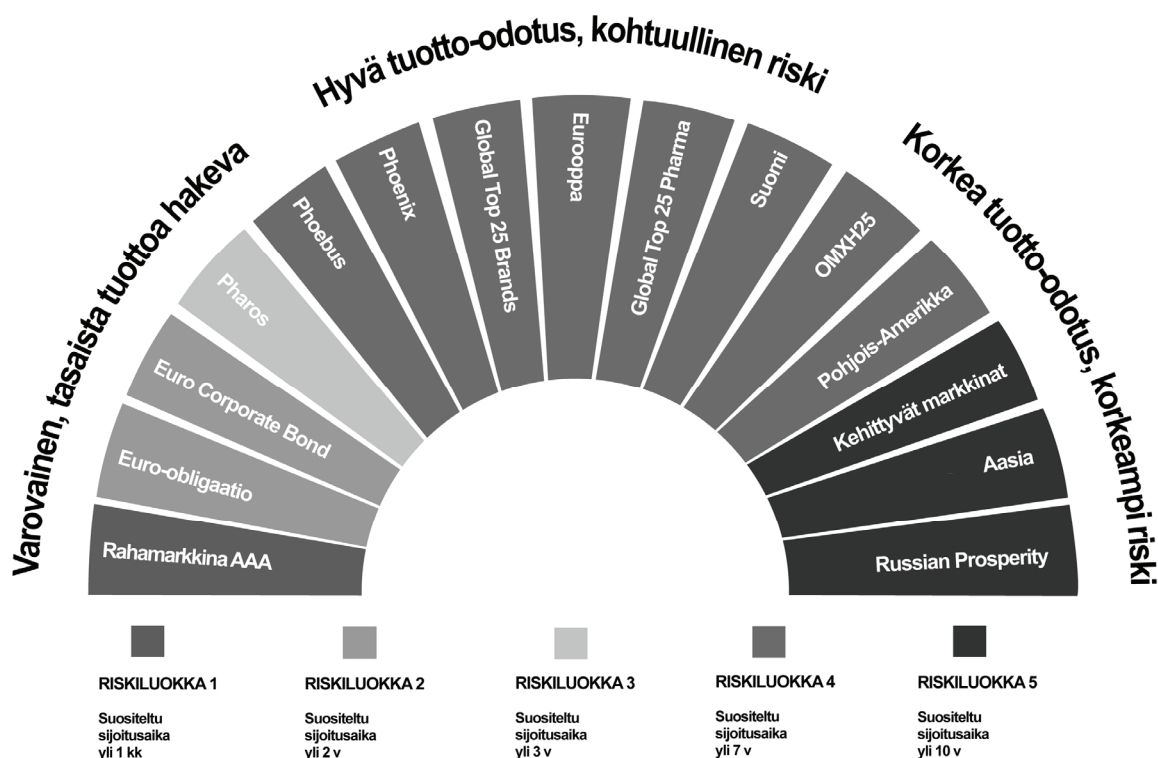 Varovainen, tasaista tuottoa hakeva
Hyvä tuotto-odotus, kohtuullinen riski
Korkea tuotto-odotus, korkeampi riski
Rahamarkkina AAA
Euro-obligaatio
Euro Corporate Bond
Pharos
Phoebus
Phoenix
Global Top 25 Brands
Eurooppa
Global Top 25 Pharma
Suomi
OMXH25
Pohjois-Amerikka
Kehittyvät markkinat
Aasia
Russian Prosperity
RISKILUOKKA 1
Suositeltu
sijoitusaika
yli 1 kk
RISKILUOKKA 2
Suositeltu
sijoitusaika
yli 2 v
RISKILUOKKA 3
Suositeltu
sijoitusaika
yli 3 v
RISKILUOKKA 4
Suositeltu
sijoitusaika
yli 7 v
RISKILUOKKA 5
Suositeltu
sijoitusaika
yli 10 v